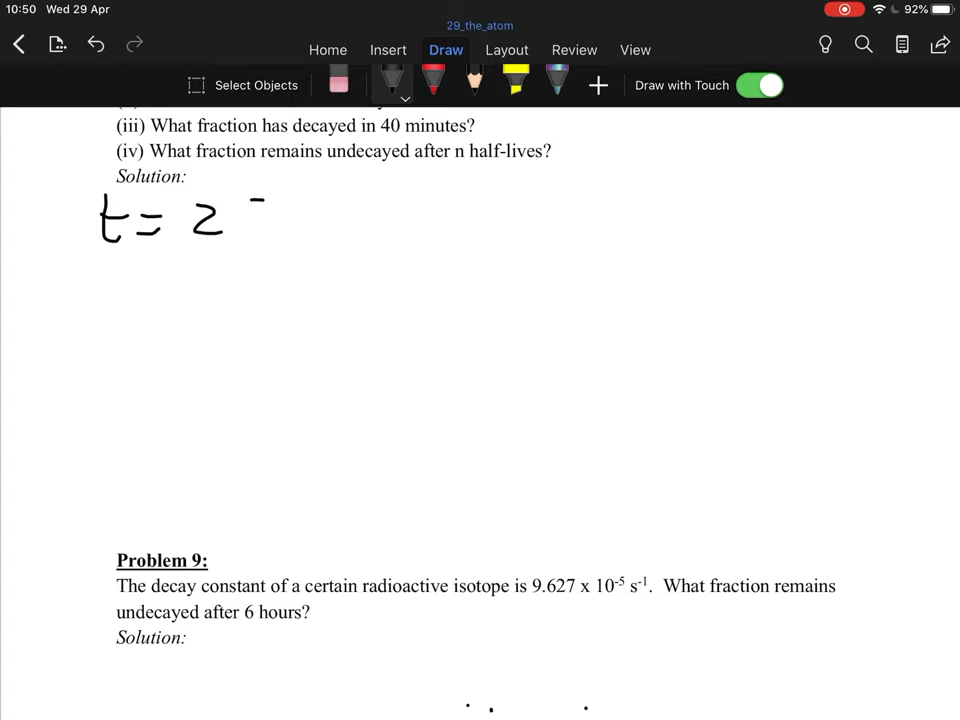 10:50 Wed 29 Apr
92%
29_the_atom
Home Insert Draw Layout Review View
Select Objects
Draw with Touch
(iii) What fraction has decayed in 40 minutes?
(iv) What fraction remains undecayed after n half-lives?
Solution:
t = 2
Problem 9:
The decay constant of a certain radioactive isotope is 9.627 x 10⁻⁵ s⁻¹. What fraction remains
undecayed after 6 hours?
Solution: